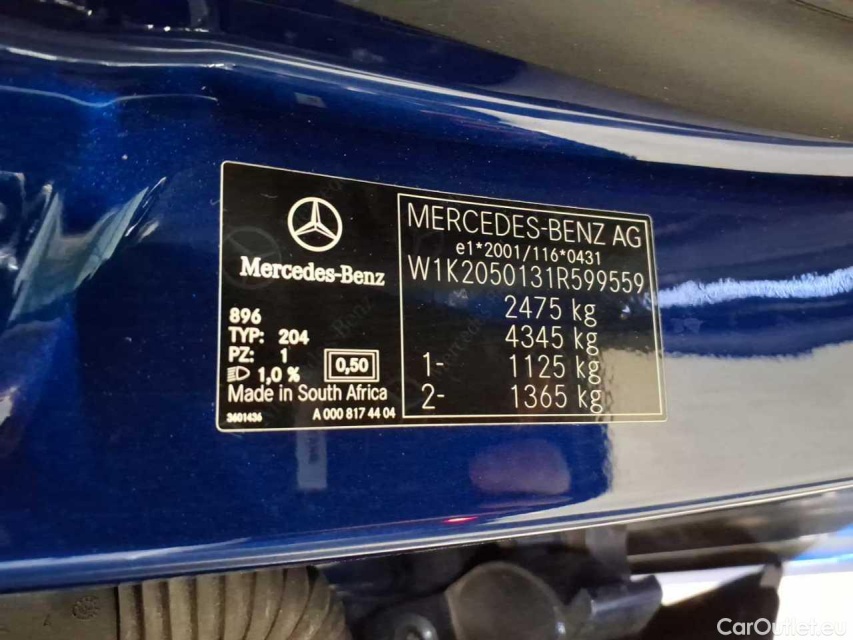 Mercedes-Benz
896
TYP: 204
PZ: 1
1,0 %
0,50
Made in South Africa
3601436
A 000 817 44 04
MERCEDES-BENZ AG
e1*2001/116*0431
W1K2050131R599559
2475 kg
4345 kg
1- 1125 kg
2- 1365 kg
CarOutlet.eu